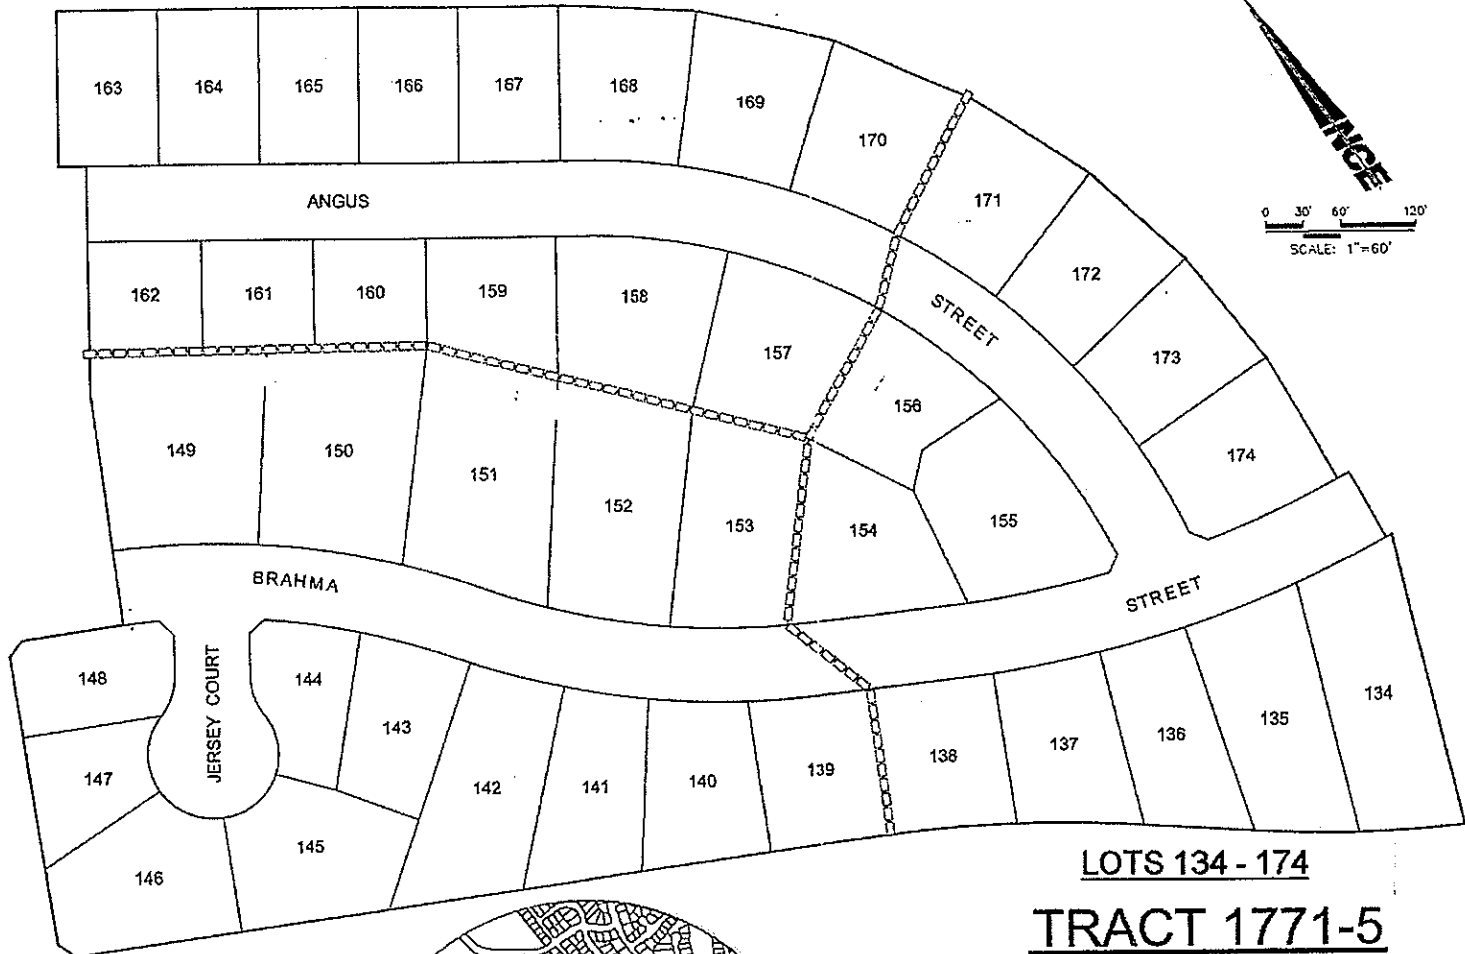 163 164 165 166 167 168 169 170
171
172
173
174
ANGUS
STREET
NCE
0 30' 60' 120'
SCALE: 1"=60'
162 161 160 159 158 157
156
155
149 150 151 152 153 154
BRAHMA
STREET
148
147
146
145
JERSEY COURT
144 143 142 141 140 139 138 137 136 135 134
LOTS 134 - 174
TRACT 1771-5